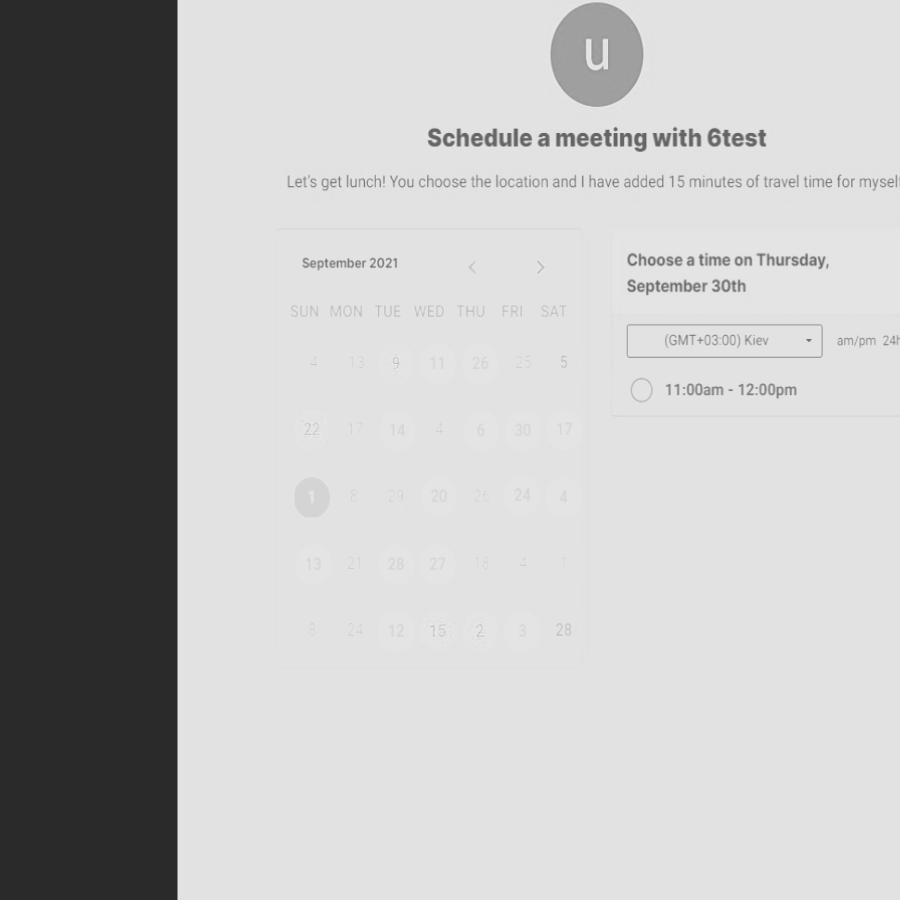 u
Schedule a meeting with 6test
Let's get lunch! You choose the location and I have added 15 minutes of travel time for myself
September 2021
SUN MON TUE WED THU FRI SAT
4 13 9 11 26 25 5
22 17 14 4 6 30 17
1 8 29 20 26 24 4
13 21 28 27 18 4 1
8 24 12 15 2 3 28
Choose a time on Thursday,
September 30th
(GMT+03:00) Kiev am/pm 24h
11:00am - 12:00pm